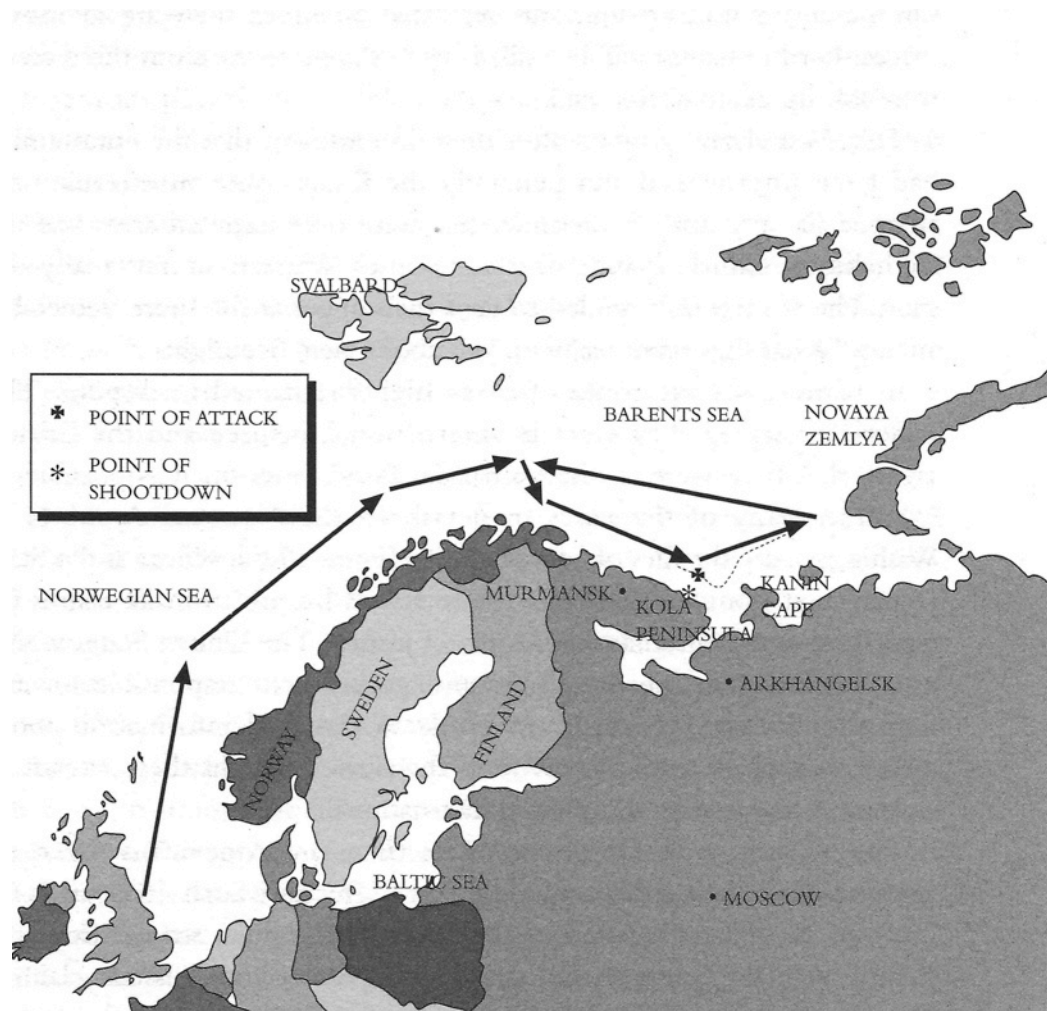 SVALBARD
POINT OF ATTACK
POINT OF
SHOOTDOWN
BARENTS SEA
NOVAYA
ZEMLYA
NORWEGIAN SEA
MURMANSK
KANIN
CAPE
KOLA
PENINSULA
ARKHANGELSK
SWEDEN
FINLAND
NORWAY
BALTIC SEA
MOSCOW